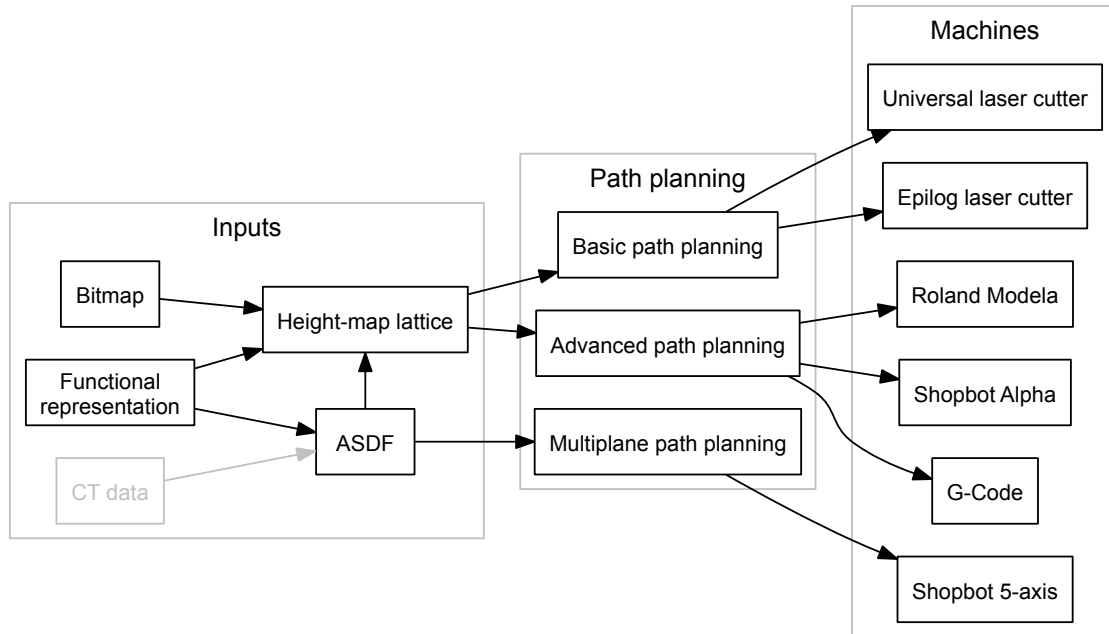 Inputs
Bitmap
Functional
representation
CT data
Height-map lattice
ASDF
Path planning
Basic path planning
Advanced path planning
Multiplane path planning
Machines
Universal laser cutter
Epilog laser cutter
Roland Modela
Shopbot Alpha
G-Code
Shopbot 5-axis